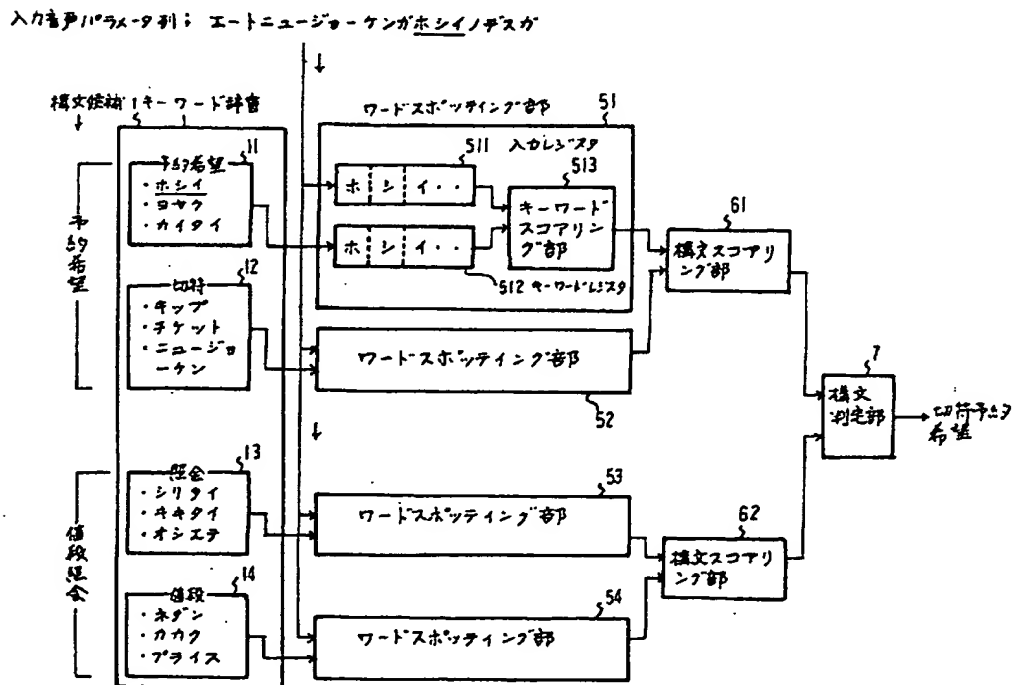 入力音声パラメータ列; エートニュージョーケンガホシイノデスガ
構文候補1 キーワード辞書
ワードスポッティング部
51
予約希望
11
・ホシイ
・ヨヤク
・カイタイ
511
入力レジスタ
ホ シ イ・・
513
キーワード
スコアリン
グ部
ホ シ イ・・
512 キーワードレジスタ
予約希望
61
構文スコアリ
ング部
切符
12
・キップ
・チケット
・ニュージョ
ーケン
ワードスポッティング部
52
7
構文
判定部
切符予約
希望
照会
13
・シリタイ
・キキタイ
・オシエテ
53
ワードスポッティング部
値段照会
62
構文スコアリ
ング部
値段
14
・ネダン
・カカク
・プライス
54
ワードスポッティング部